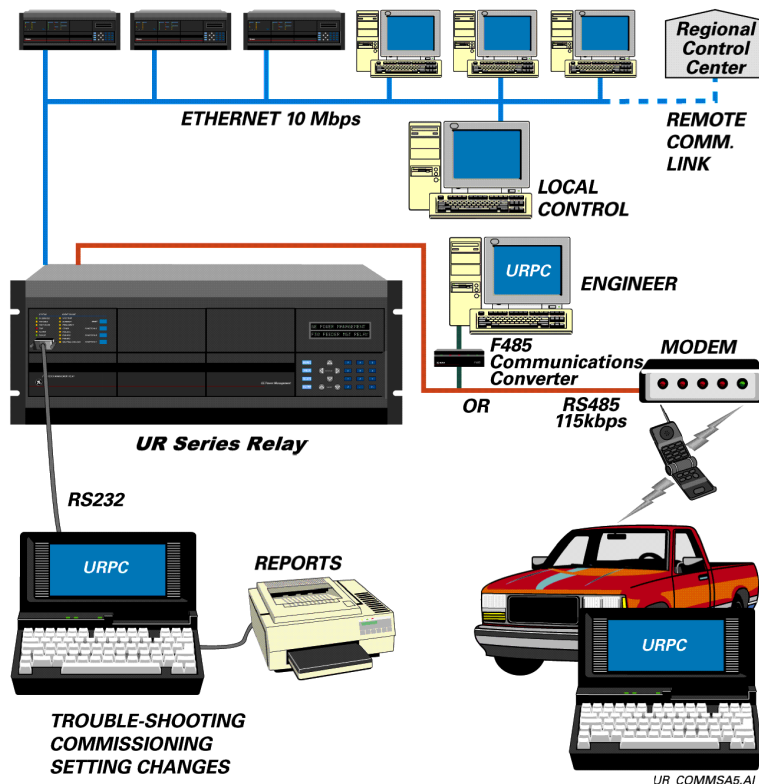 Regional
Control
Center
ETHERNET 10 Mbps
REMOTE
COMM.
LINK
LOCAL
CONTROL
URPC
ENGINEER
F485
Communications
Converter
MODEM
OR
RS485
115kbps
UR Series Relay
RS232
URPC
REPORTS
URPC
TROUBLE-SHOOTING
COMMISSIONING
SETTING CHANGES
UR_COMMSA5.AI